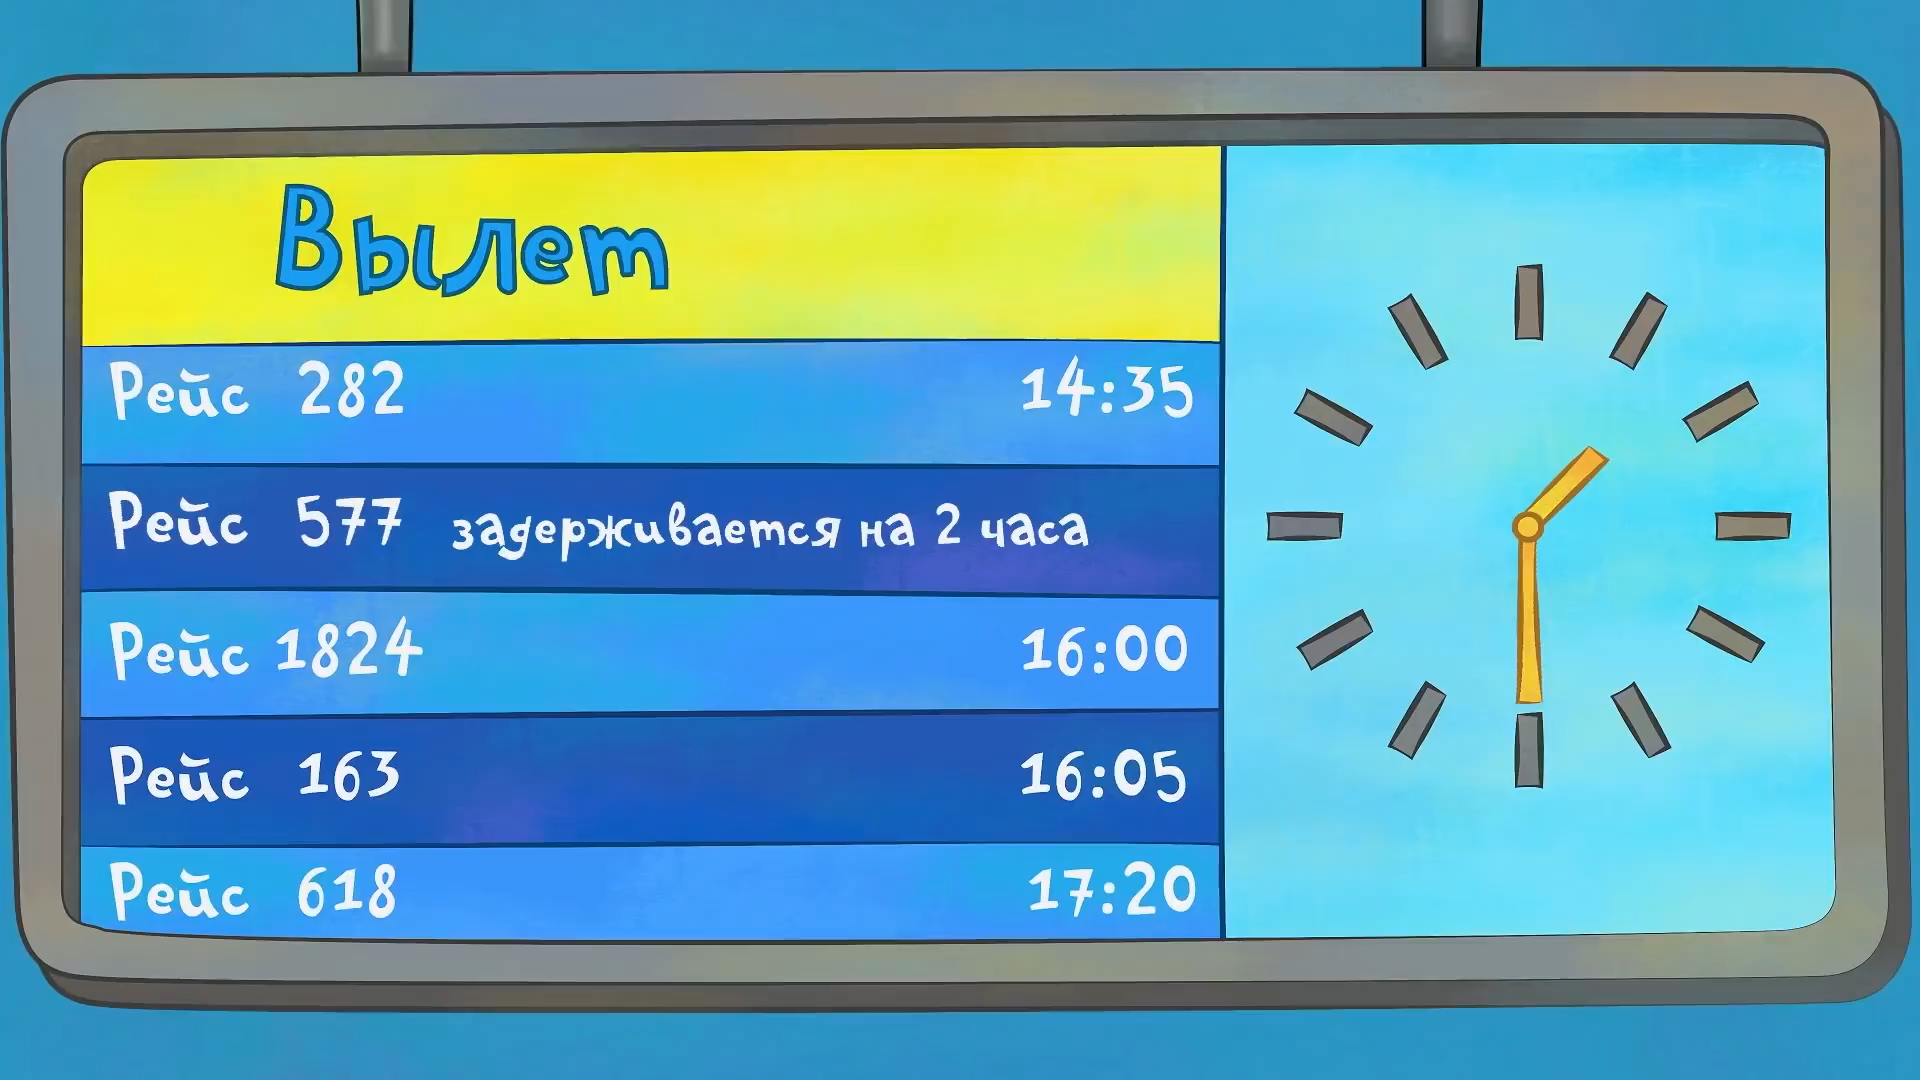 Вылет
Рейс 282 14:35
Рейс 577 задерживается на 2 часа
Рейс 1824 16:00
Рейс 163 16:05
Рейс 618 17:20